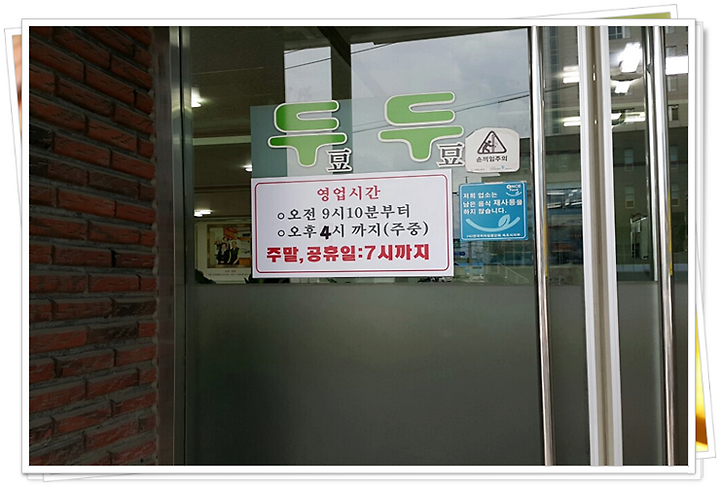 두豆 두豆
손끼임주의
영업시간
○오전 9시10분부터
○오후4시 까지(주중)
주말,공휴일:7시까지
저희 업소는
남은 음식 재사용을
하지 않습니다.